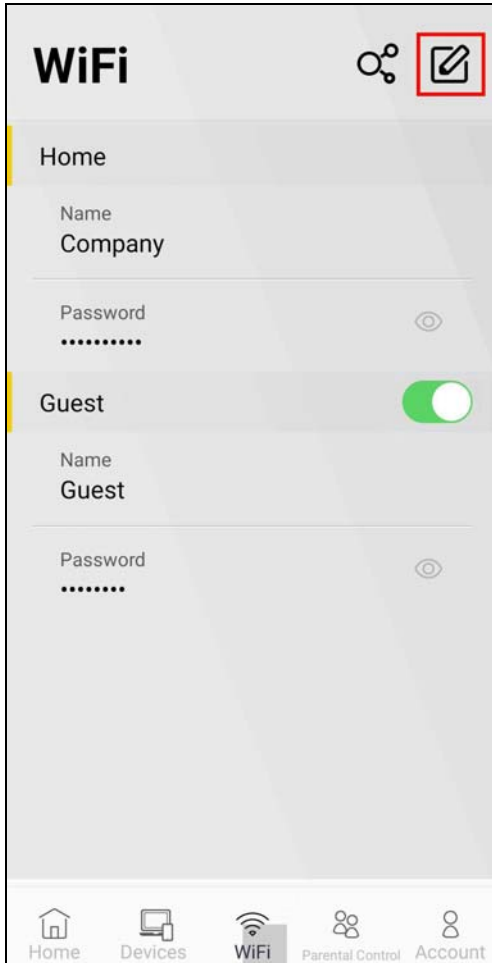 WiFi
Home
Name
Company
Password
••••••••••
Guest
Name
Guest
Password
••••••••
Home Devices WiFi Parental Control Account